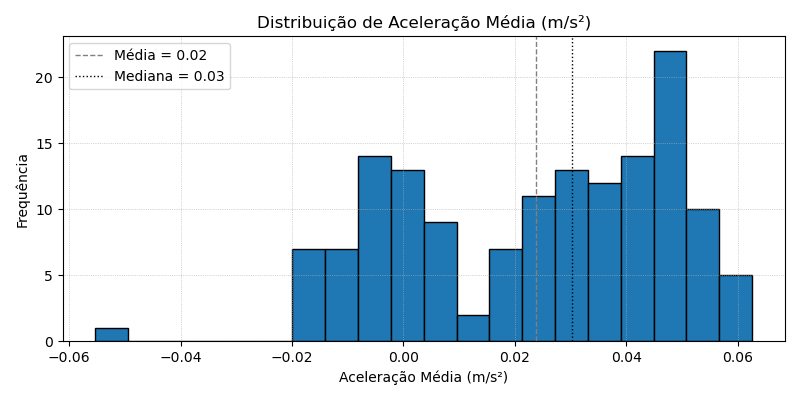 Distribuição de Aceleração Média (m/s²)
Média = 0.02
Mediana = 0.03
Frequência
20
15
10
5
0
−0.06
−0.04
−0.02
0.00
0.02
0.04
0.06
Aceleração Média (m/s²)